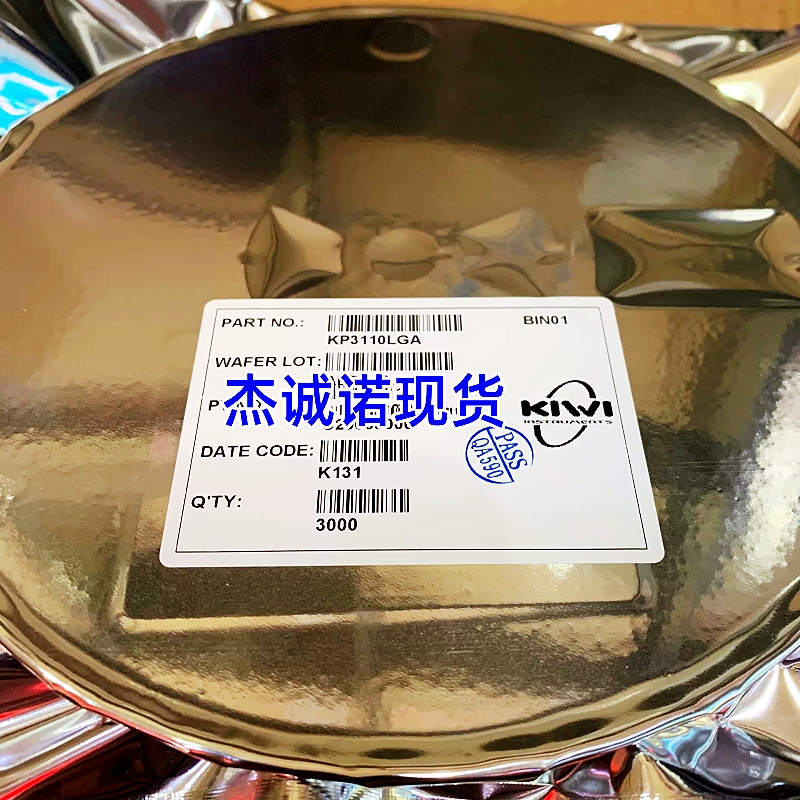 PART NO.:
BIN01
KP3110LGA
WAFER LOT:
杰诚诺现货
KIWI
INSTRUMENTS
PASS
QA590
DATE CODE:
K131
Q'TY:
3000